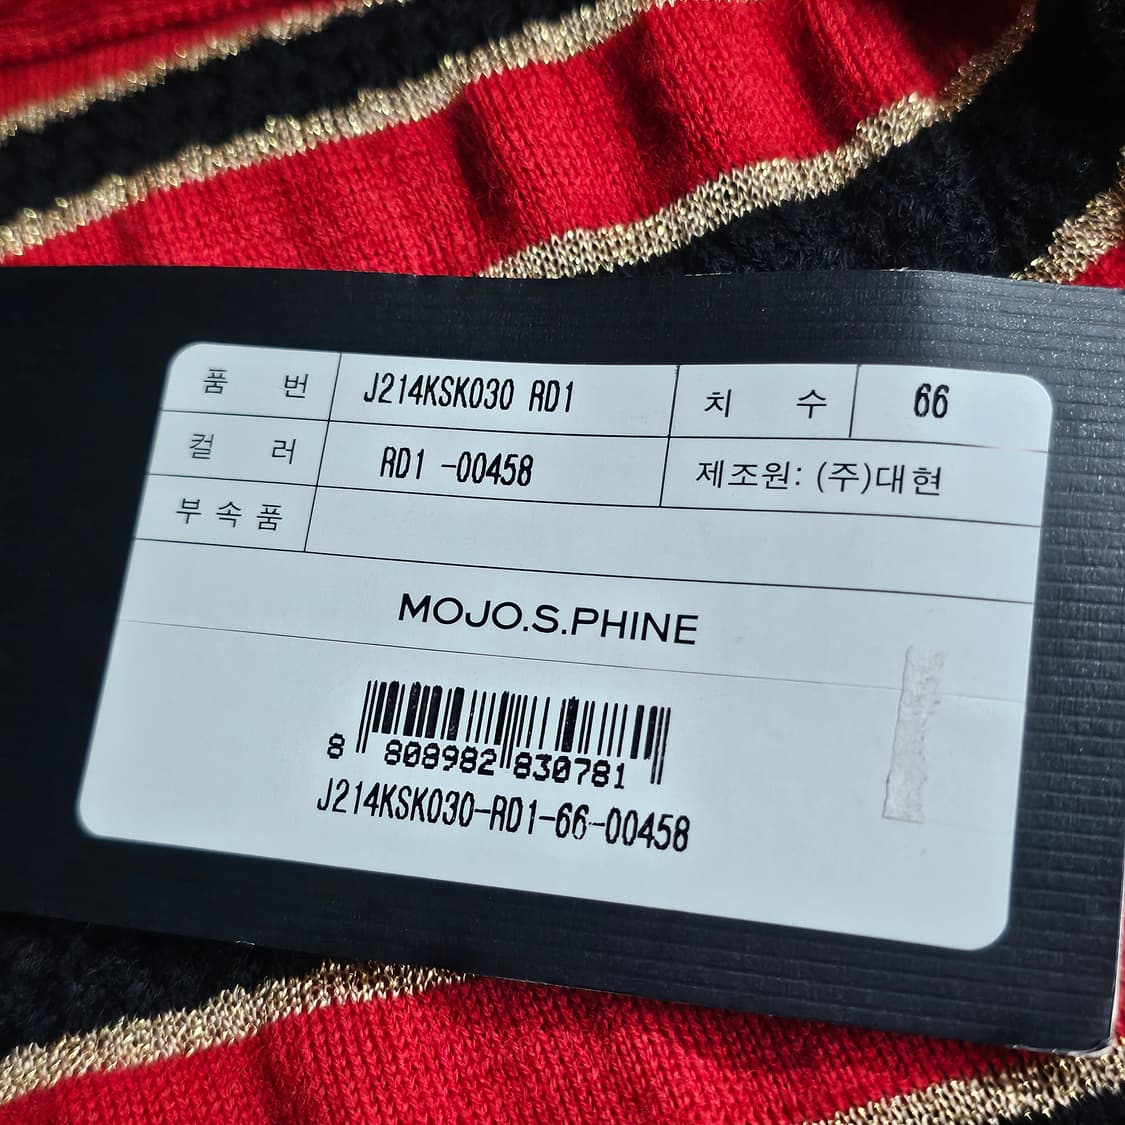 품 번 J214KSK030 RD1 치 수 66
컬 러 RD1 -00458 제조원: (주)대현
부속품
MOJO.S.PHINE
8 808982 830781
J214KSK030-RD1-66-00458